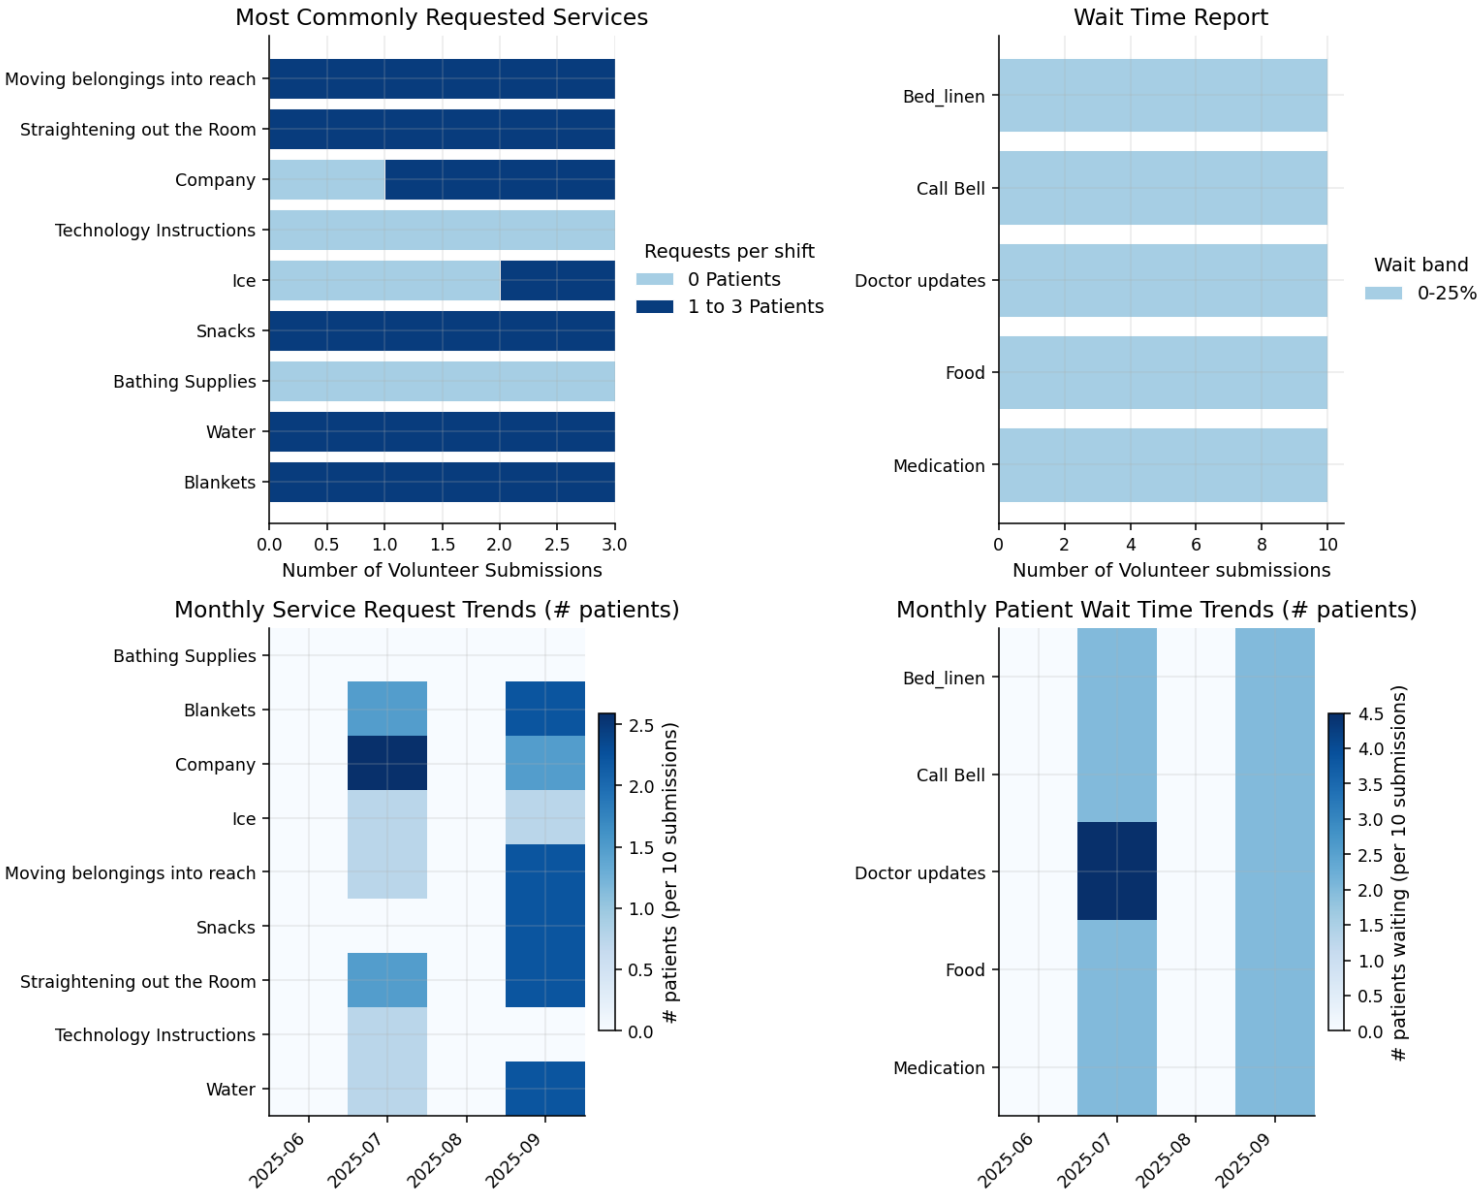 Most Commonly Requested Services
Moving belongings into reach
Straightening out the Room
Company
Technology Instructions
Ice
Snacks
Bathing Supplies
Water
Blankets
0.0 0.5 1.0 1.5 2.0 2.5 3.0
Number of Volunteer Submissions
Requests per shift
0 Patients
1 to 3 Patients
Wait Time Report
Bed_linen
Call Bell
Doctor updates
Food
Medication
0 2 4 6 8 10
Number of Volunteer submissions
Wait band
0-25%
Monthly Service Request Trends (# patients)
Bathing Supplies
Blankets
Company
Ice
Moving belongings into reach
Snacks
Straightening out the Room
Technology Instructions
Water
2025-06 2025-07 2025-08 2025-09
2.5
2.0
1.5
1.0
0.5
0.0
# patients (per 10 submissions)
Monthly Patient Wait Time Trends (# patients)
Bed_linen
Call Bell
Doctor updates
Food
Medication
2025-06 2025-07 2025-08 2025-09
4.5
4.0
3.5
3.0
2.5
2.0
1.5
1.0
0.5
0.0
# patients waiting (per 10 submissions)